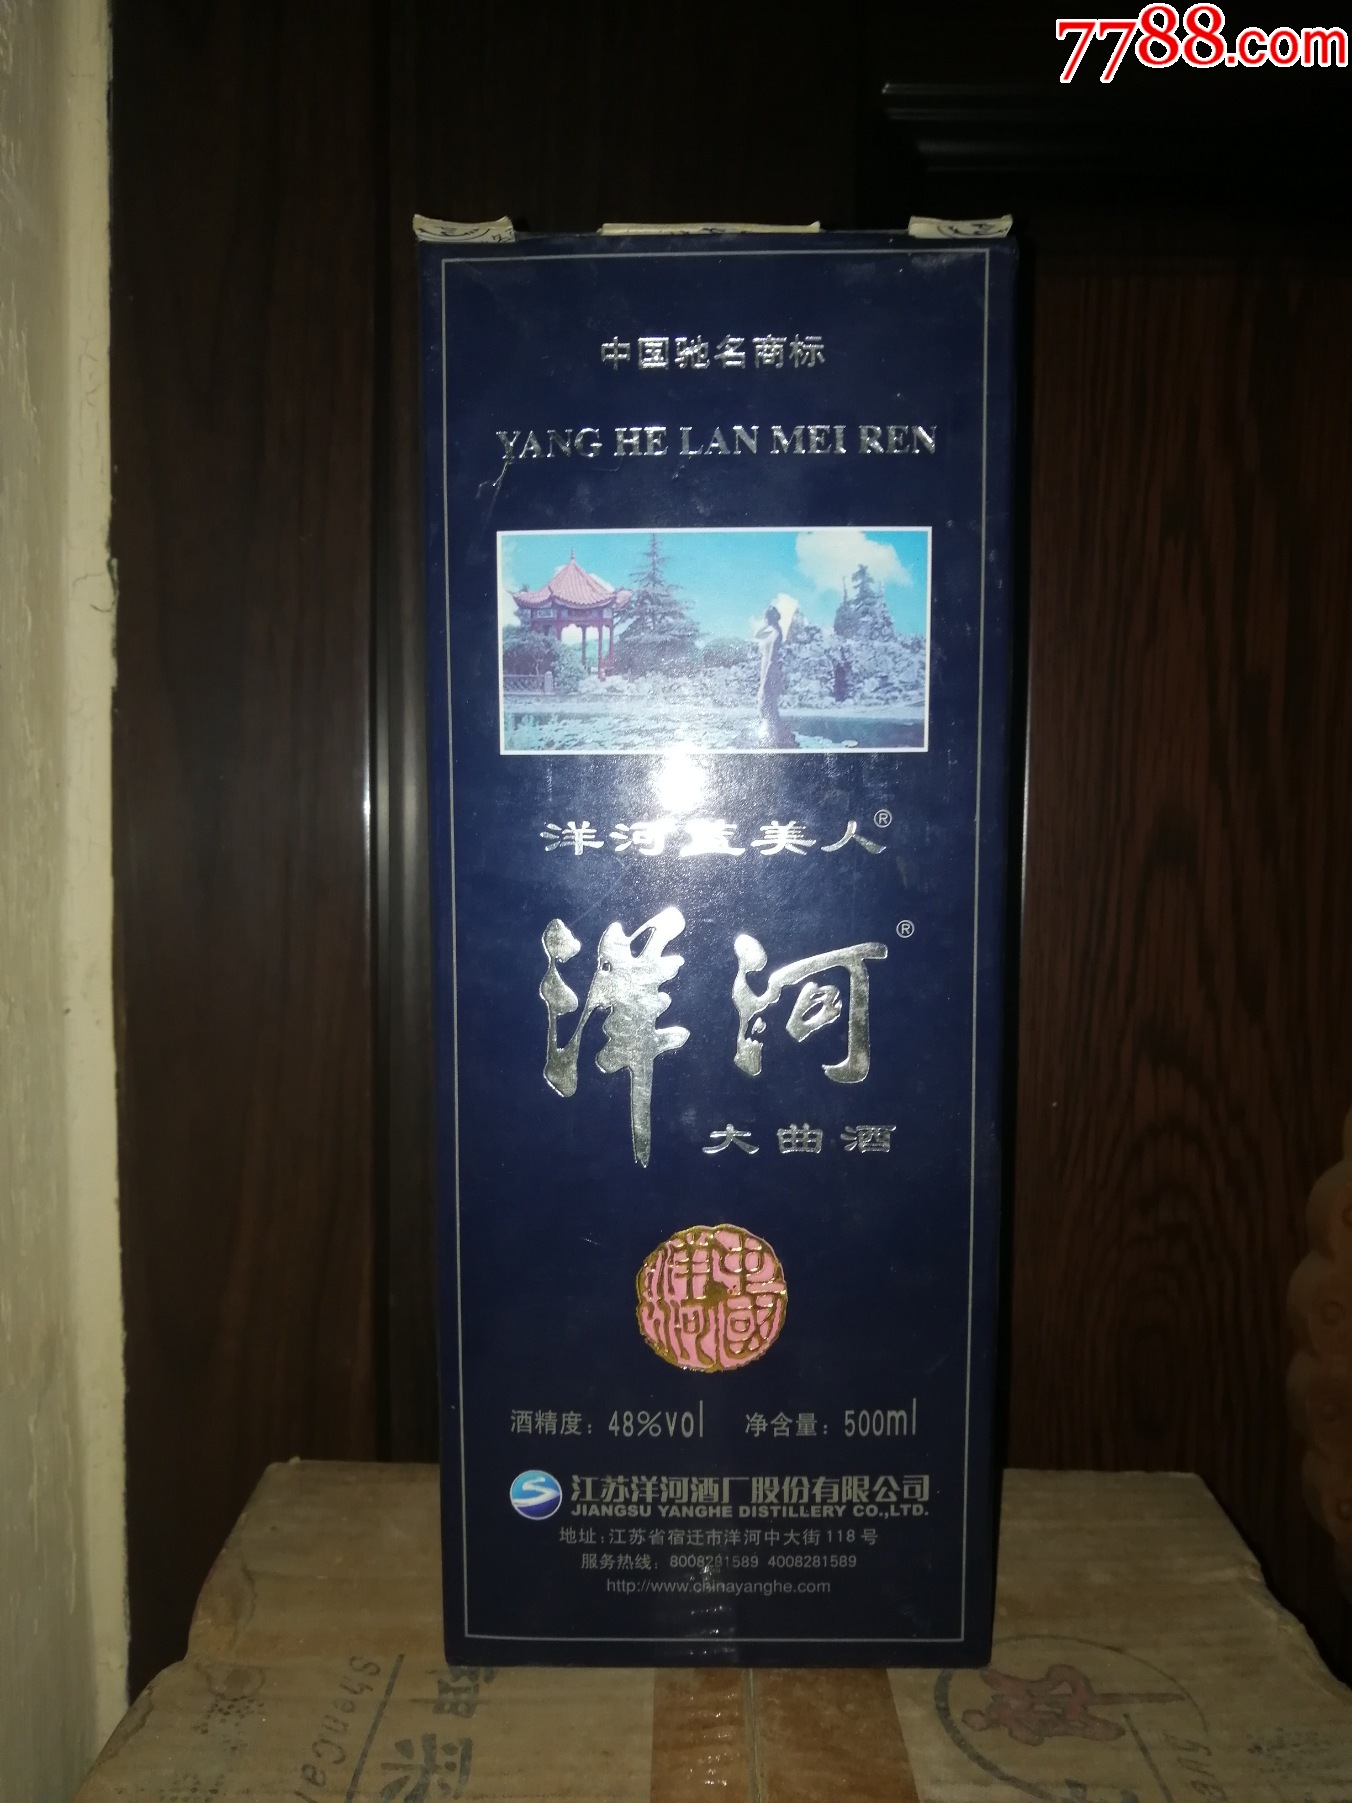 7788.com
中国驰名商标
YANG HE LAN MEI REN
洋河蓝美人®
洋河®
大曲酒
中國
洋河
酒精度：48%vol 净含量：500ml
江苏洋河酒厂股份有限公司
JIANGSU YANGHE DISTILLERY CO.,LTD.
地址：江苏省宿迁市洋河中大街118号
服务热线：8008281589 4008281589
http://www.chinayanghe.com